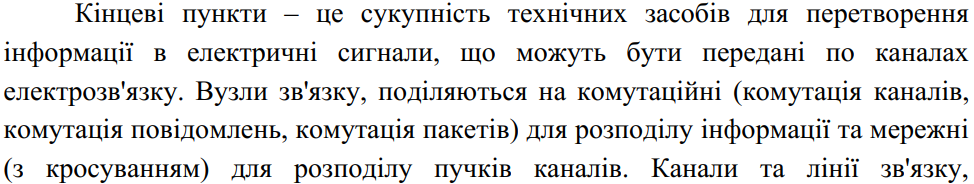 Кінцеві пункти – це сукупність технічних засобів для перетворення
інформації в електричні сигнали, що можуть бути передані по каналах
електрозв'язку. Вузли зв'язку, поділяються на комутаційні (комутація каналів,
комутація повідомлень, комутація пакетів) для розподілу інформації та мережні
(з кросуванням) для розподілу пучків каналів. Канали та лінії зв'язку,